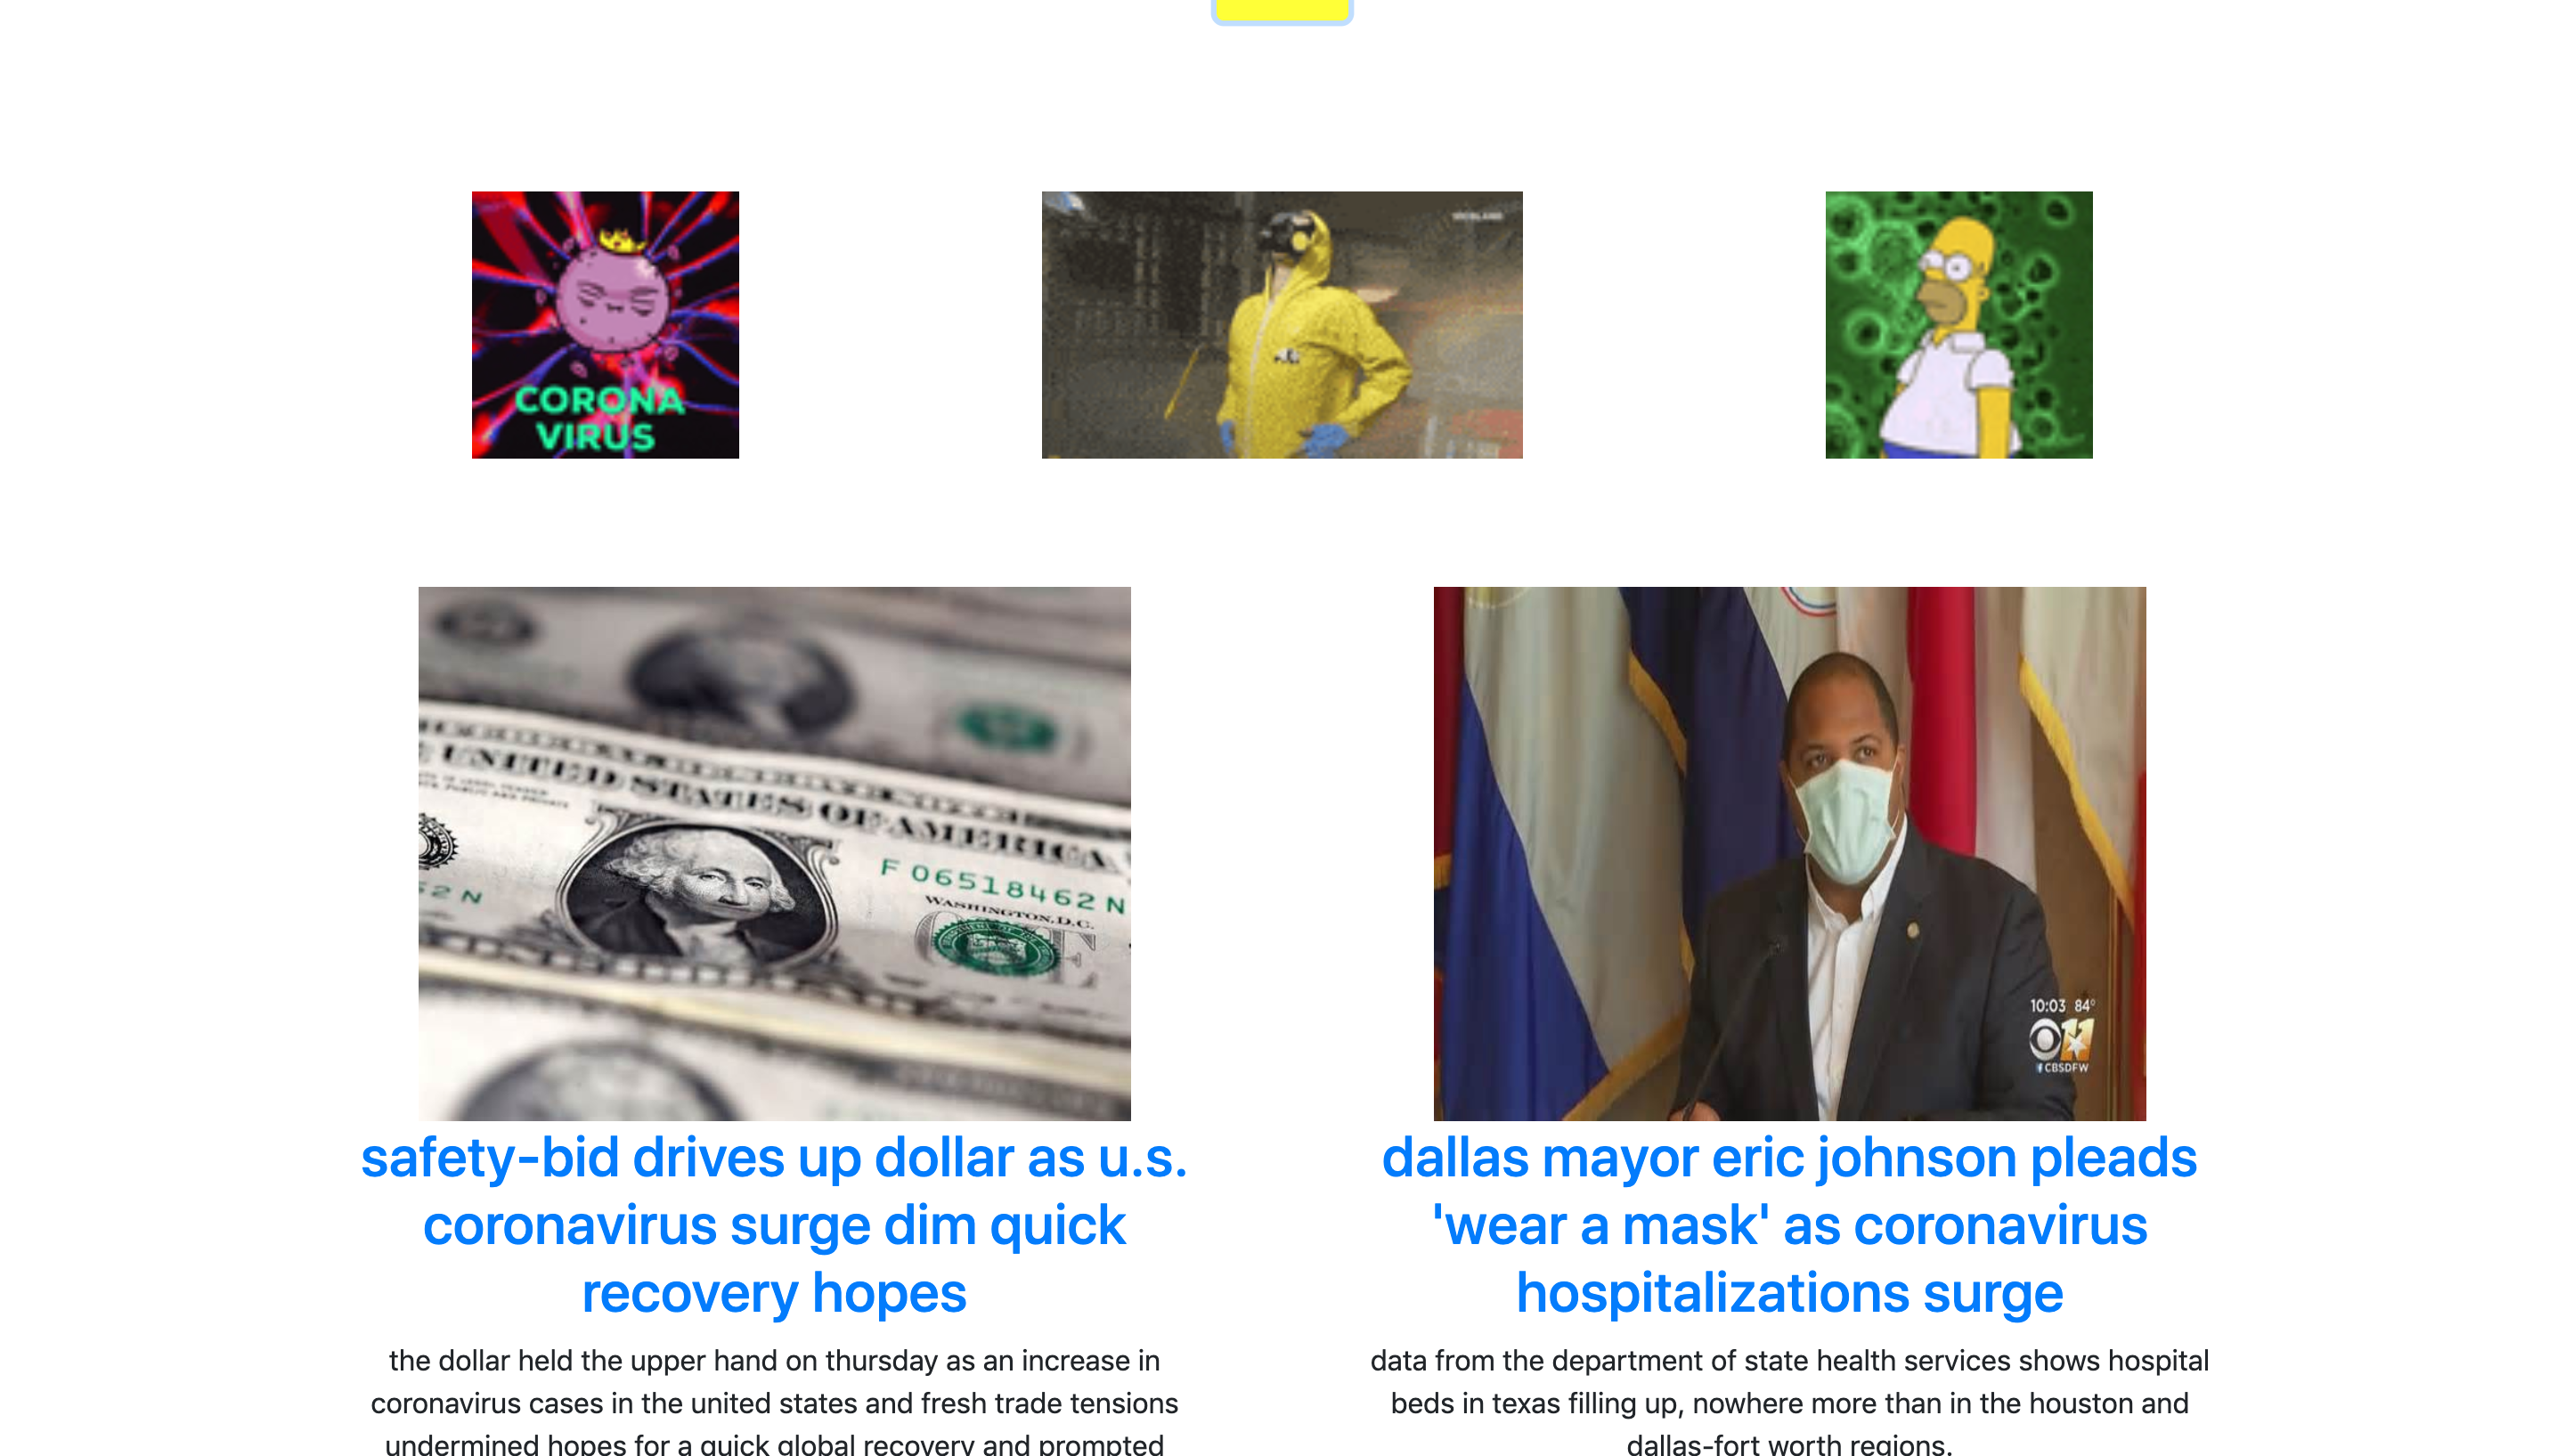 CORONA
VIRUS
UNITED STATES OF AMERICA
F 06518462 N
WASHINGTON, D.C.
62 N
10:03 84°
11
CBSDFW
safety-bid drives up dollar as u.s.
coronavirus surge dim quick
recovery hopes
dallas mayor eric johnson pleads
'wear a mask' as coronavirus
hospitalizations surge
the dollar held the upper hand on thursday as an increase in
coronavirus cases in the united states and fresh trade tensions
undermined hopes for a quick global recovery and prompted
data from the department of state health services shows hospital
beds in texas filling up, nowhere more than in the houston and
dallas-fort worth regions.